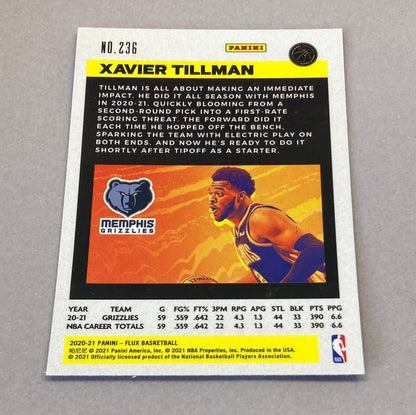 NO.236
PANINI
XAVIER TILLMAN
TILLMAN IS ALL ABOUT MAKING AN IMMEDIATE
IMPACT. HE DID IT ALL SEASON WITH MEMPHIS
IN 2020-21, QUICKLY BLOOMING FROM A
SECOND-ROUND PICK INTO A FIRST-RATE
SCORING THREAT. THE FORWARD DID IT
EACH TIME HE HOPPED OFF THE BENCH,
SPARKING THE TEAM WITH ELECTRIC PLAY ON
BOTH ENDS. AND NOW HE'S READY TO DO IT
SHORTLY AFTER TIPOFF AS A STARTER.
MEMPHIS
GRIZZLIES
SPALDING
YEAR TEAM G FG% FT% 3PM RPG APG STL BLK PTS PPG
20-21 GRIZZLIES 59 .559 .642 22 4.3 1.3 44 33 390 6.6
NBA CAREER TOTALS 59 .559 .642 22 4.3 1.3 44 33 390 6.6
2020-21 PANINI – FLUX BASKETBALL
帕尼尼 © 2021 Panini America, Inc. © 2021 NBA Properties, Inc. Produced in the USA.
© 2021 Officially licensed product of the National Basketball Players Association.
NBA